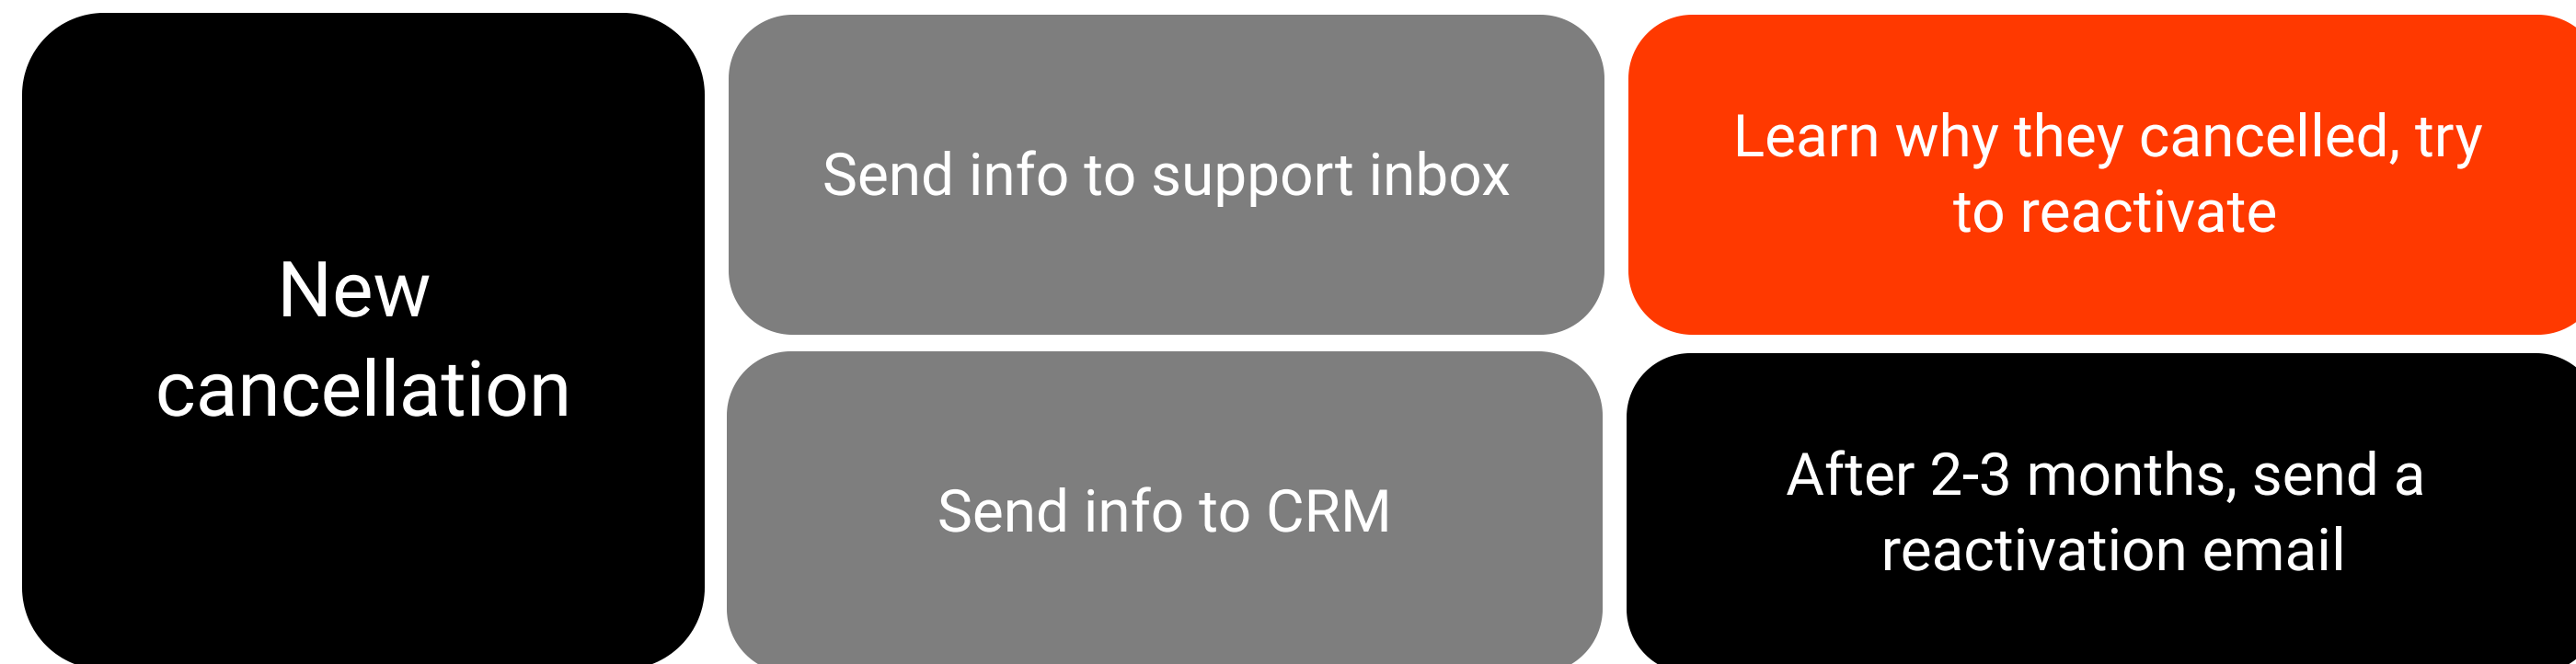 New
cancellation
Send info to support inbox
Learn why they cancelled, try
to reactivate
Send info to CRM
After 2-3 months, send a
reactivation email